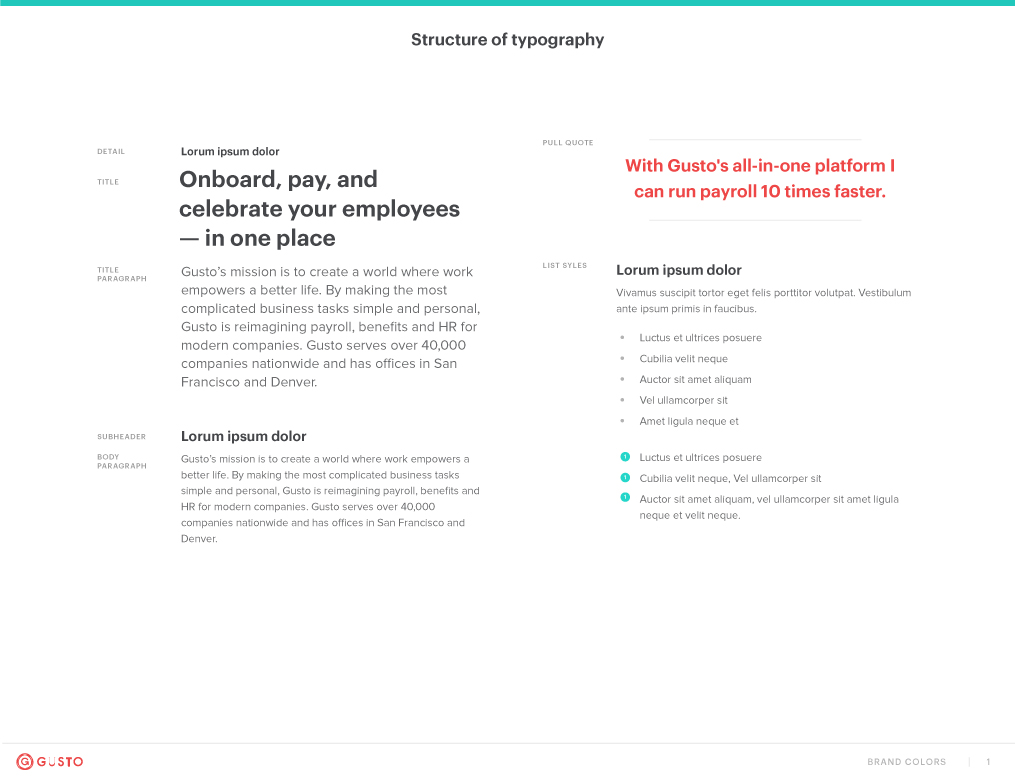 Structure of typography
DETAIL
Lorum ipsum dolor
TITLE
Onboard, pay, and
celebrate your employees
— in one place
TITLE
PARAGRAPH
Gusto’s mission is to create a world where work
empowers a better life. By making the most
complicated business tasks simple and personal,
Gusto is reimagining payroll, benefits and HR for
modern companies. Gusto serves over 40,000
companies nationwide and has offices in San
Francisco and Denver.
SUBHEADER
Lorum ipsum dolor
BODY
PARAGRAPH
Gusto’s mission is to create a world where work empowers a
better life. By making the most complicated business tasks
simple and personal, Gusto is reimagining payroll, benefits and
HR for modern companies. Gusto serves over 40,000
companies nationwide and has offices in San Francisco and
Denver.
PULL QUOTE
With Gusto's all-in-one platform I
can run payroll 10 times faster.
LIST SYLES
Lorum ipsum dolor
Vivamus suscipit tortor eget felis porttitor volutpat. Vestibulum
ante ipsum primis in faucibus.
• Luctus et ultrices posuere
• Cubilia velit neque
• Auctor sit amet aliquam
• Vel ullamcorper sit
• Amet ligula neque et
1 Luctus et ultrices posuere
1 Cubilia velit neque, Vel ullamcorper sit
1 Auctor sit amet aliquam, vel ullamcorper sit amet ligula
neque et velit neque.
G GUSTO
BRAND COLORS | 1